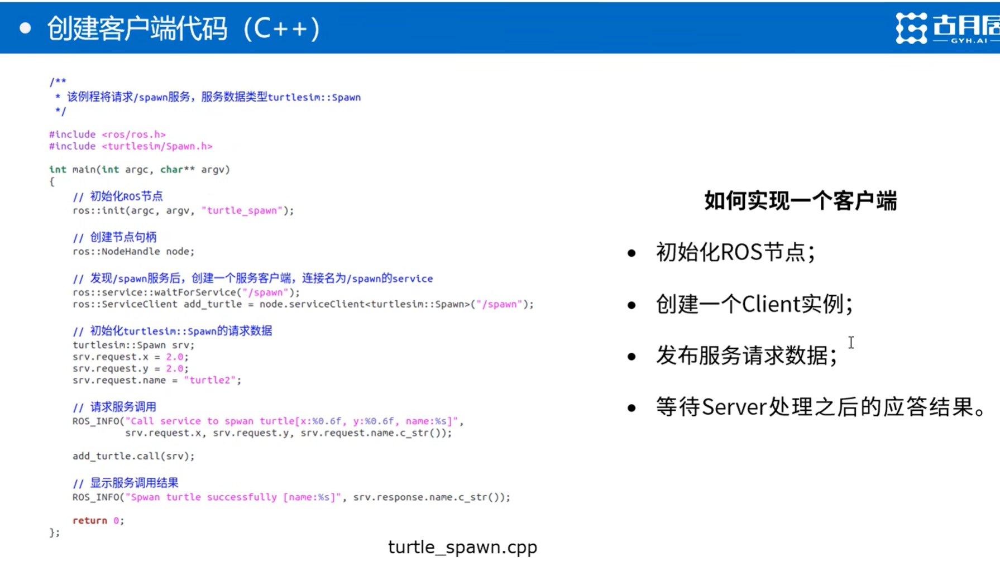 创建客户端代码（C++）
古月居
GYH.AI
/**
* 该例程将请求/spawn服务，服务数据类型turtlesim::Spawn
*/
#include <ros/ros.h>
#include <turtlesim/Spawn.h>
int main(int argc, char** argv)
{
// 初始化ROS节点
ros::init(argc, argv, "turtle_spawn");
// 创建节点句柄
ros::NodeHandle node;
// 发现/spawn服务后，创建一个服务客户端，连接名为/spawn的service
ros::service::waitForService("/spawn");
ros::ServiceClient add_turtle = node.serviceClient<turtlesim::Spawn>("/spawn");
// 初始化turtlesim::Spawn的请求数据
turtlesim::Spawn srv;
srv.request.x = 2.0;
srv.request.y = 2.0;
srv.request.name = "turtle2";
// 请求服务调用
ROS_INFO("Call service to spwan turtle[x:%0.6f, y:%0.6f, name:%s]",
srv.request.x, srv.request.y, srv.request.name.c_str());
add_turtle.call(srv);
// 显示服务调用结果
ROS_INFO("Spwan turtle successfully [name:%s]", srv.response.name.c_str());
return 0;
};
turtle_spawn.cpp
如何实现一个客户端
• 初始化ROS节点；
• 创建一个Client实例；
• 发布服务请求数据；
• 等待Server处理之后的应答结果。